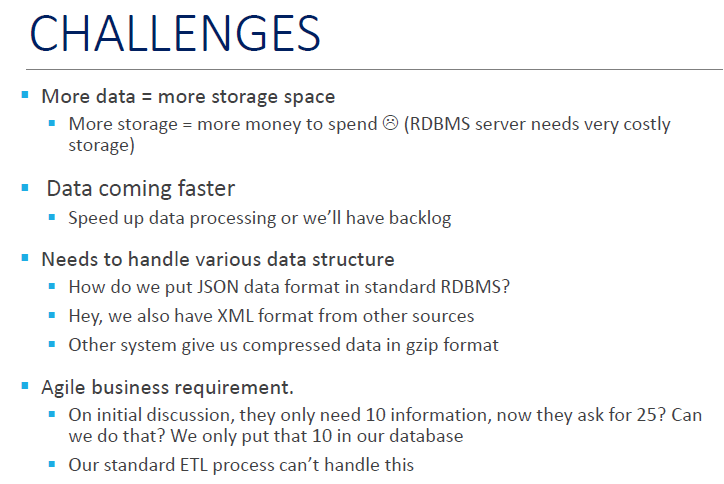 CHALLENGES
▪ More data = more storage space
▪ More storage = more money to spend ☹ (RDBMS server needs very costly
storage)
▪ Data coming faster
▪ Speed up data processing or we’ll have backlog
▪ Needs to handle various data structure
▪ How do we put JSON data format in standard RDBMS?
▪ Hey, we also have XML format from other sources
▪ Other system give us compressed data in gzip format
▪ Agile business requirement.
▪ On initial discussion, they only need 10 information, now they ask for 25? Can
we do that? We only put that 10 in our database
▪ Our standard ETL process can’t handle this